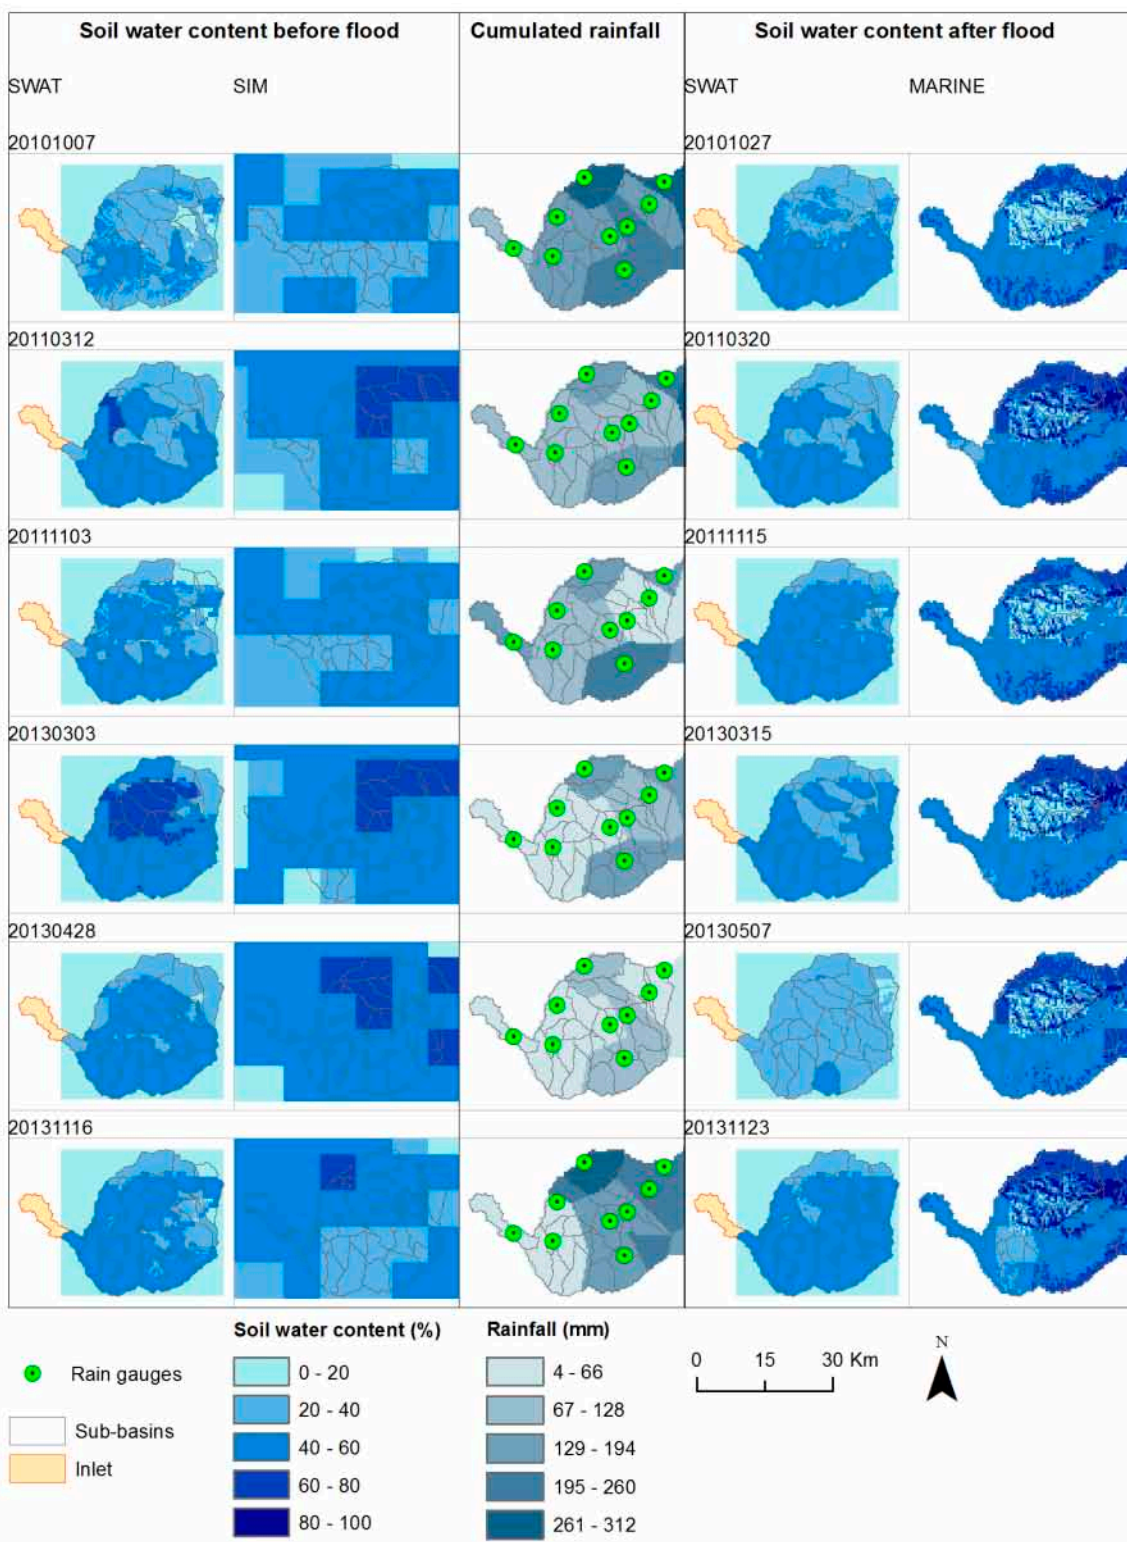 Soil water content before flood
Cumulated rainfall
Soil water content after flood
SWAT
SIM
SWAT
MARINE
20101007
20101027
20110312
20110320
20111103
20111115
20130303
20130315
20130428
20130507
20131116
20131123
Soil water content (%)
Rainfall (mm)
N
Rain gauges
0 - 20
4 - 66
0 15 30 Km
20 - 40
67 - 128
Sub-basins
40 - 60
129 - 194
Inlet
60 - 80
195 - 260
80 - 100
261 - 312